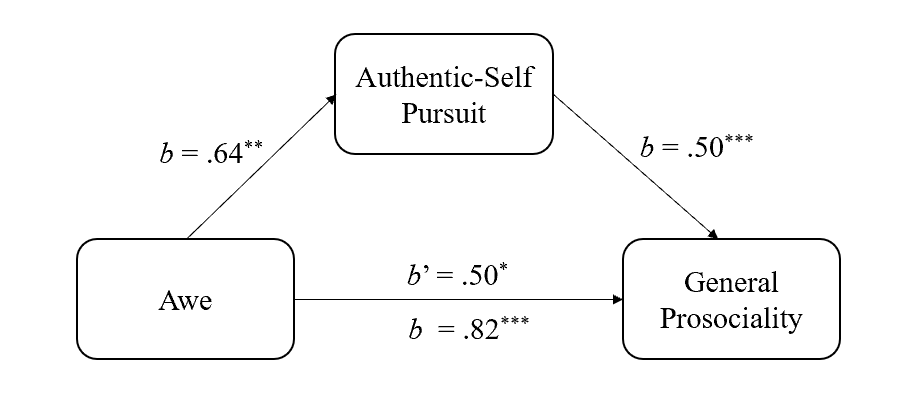 Authentic-Self
Pursuit
b = .64**
b = .50***
b’ = .50*
b = .82***
Awe
General
Prosociality